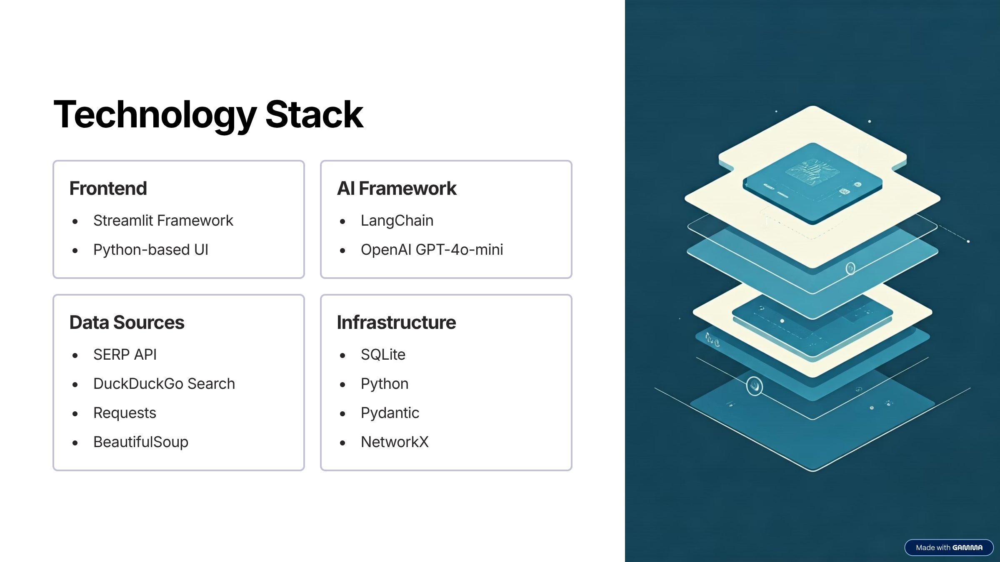 Technology Stack
Frontend
Streamlit Framework
Python-based UI
AI Framework
LangChain
OpenAI GPT-4o-mini
Data Sources
SERP API
DuckDuckGo Search
Requests
BeautifulSoup
Infrastructure
SQLite
Python
Pydantic
NetworkX
Made with GAMMA